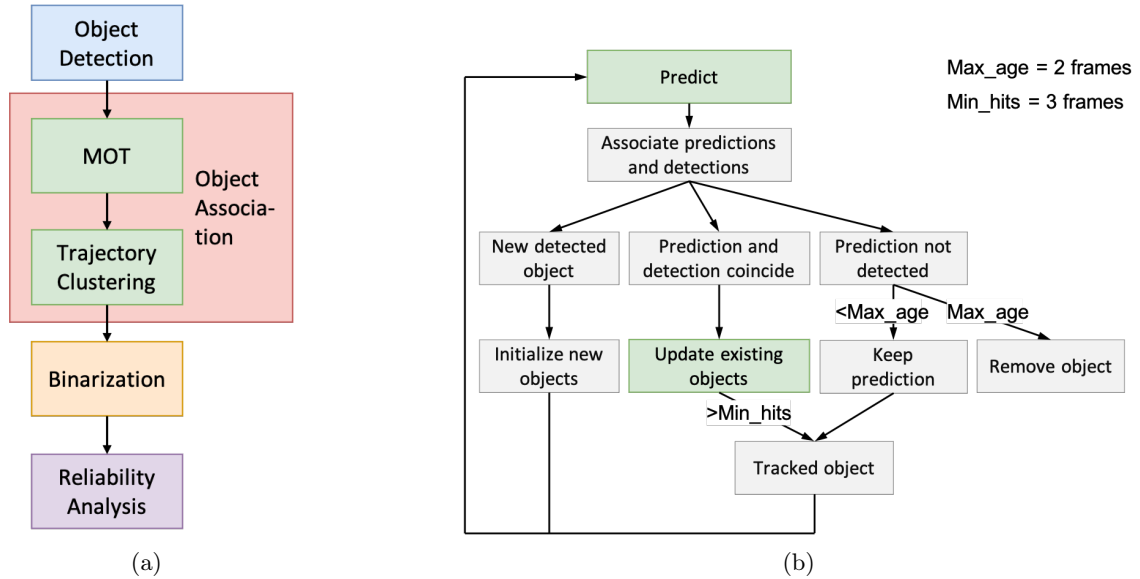 Object
Detection
MOT
Object
Associa-
tion
Trajectory
Clustering
Binarization
Reliability
Analysis
(a)
Predict
Max_age = 2 frames
Min_hits = 3 frames
Associate predictions
and detections
New detected
object
Prediction and
detection coincide
Prediction not
detected
<Max_age
Max_age
Initialize new
objects
Update existing
objects
Keep
prediction
Remove object
>Min_hits
Tracked object
(b)